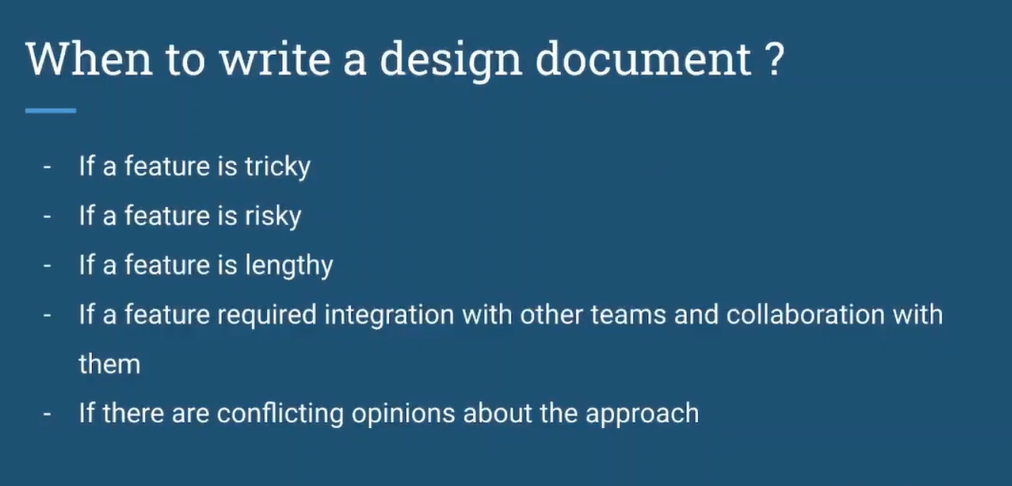 When to write a design document ?
- If a feature is tricky
- If a feature is risky
- If a feature is lengthy
- If a feature required integration with other teams and collaboration with
them
- If there are conflicting opinions about the approach